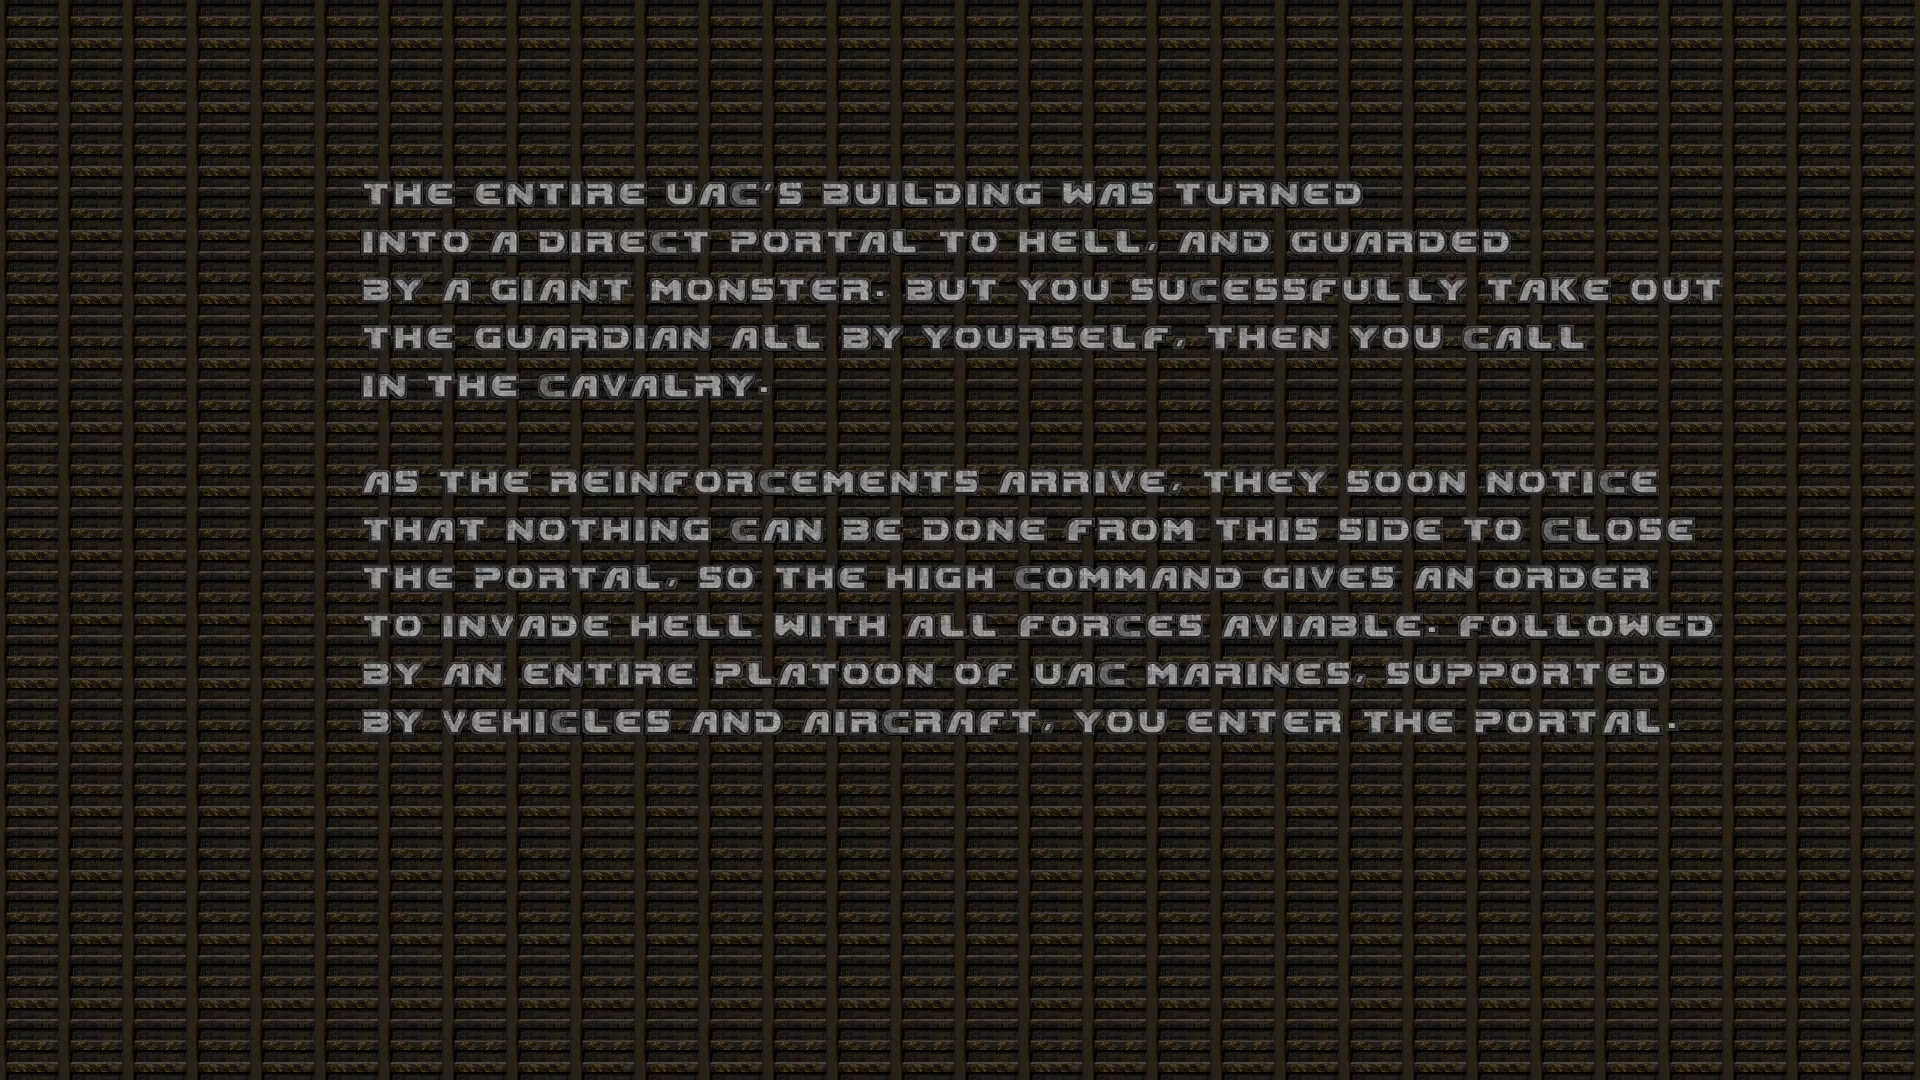 THE ENTIRE UAC'S BUILDING WAS TURNED
INTO A DIRECT PORTAL TO HELL, AND GUARDED
BY A GIANT MONSTER. BUT YOU SUCESSFULLY TAKE OUT
THE GUARDIAN ALL BY YOURSELF, THEN YOU CALL
IN THE CAVALRY.
AS THE REINFORCEMENTS ARRIVE, THEY SOON NOTICE
THAT NOTHING CAN BE DONE FROM THIS SIDE TO CLOSE
THE PORTAL, SO THE HIGH COMMAND GIVES AN ORDER
TO INVADE HELL WITH ALL FORCES AVIABLE. FOLLOWED
BY AN ENTIRE PLATOON OF UAC MARINES, SUPPORTED
BY VEHICLES AND AIRCRAFT, YOU ENTER THE PORTAL.